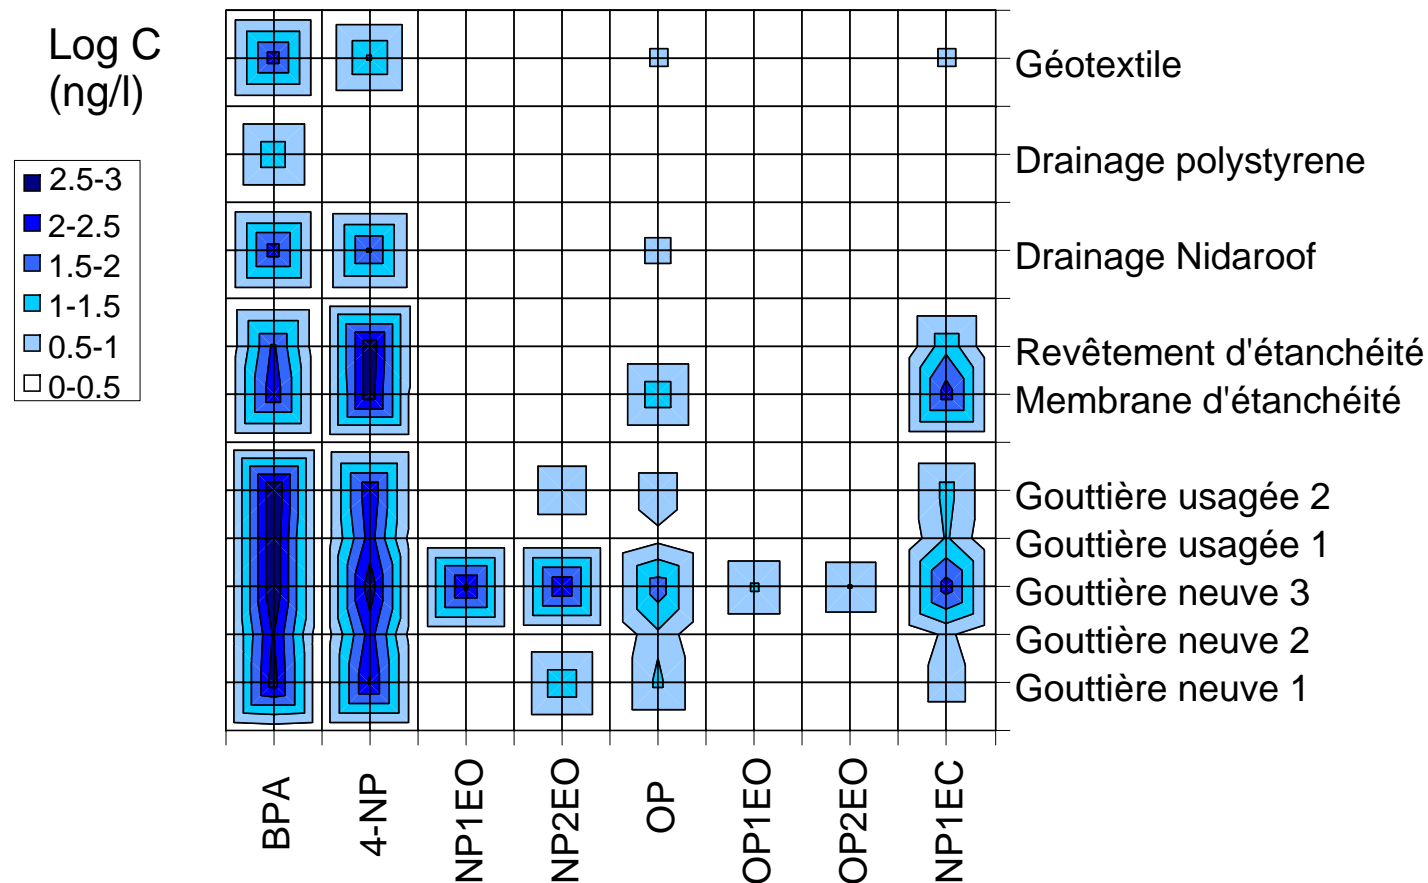 Log C
(ng/l)
2.5-3
2-2.5
1.5-2
1-1.5
0.5-1
0-0.5
Géotextile
Drainage polystyrene
Drainage Nidaroof
Revêtement d'étanchéité
Membrane d'étanchéité
Gouttière usagée 2
Gouttière usagée 1
Gouttière neuve 3
Gouttière neuve 2
Gouttière neuve 1
BPA
4-NP
NP1EO
NP2EO
OP
OP1EO
OP2EO
NP1EC